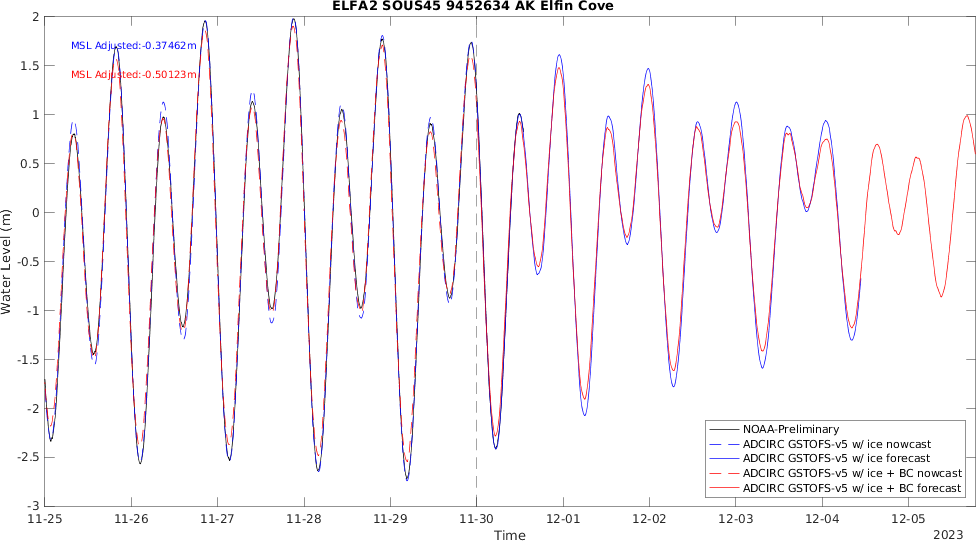 ELFA2 SOUS45 9452634 AK Elfin Cove
MSL Adjusted:-0.37462m
MSL Adjusted:-0.50123m
2
1.5
1
0.5
0
-0.5
-1
-1.5
-2
-2.5
-3
Water Level (m)
NOAA-Preliminary
ADCIRC GSTOFS-v5 w/ ice nowcast
ADCIRC GSTOFS-v5 w/ ice forecast
ADCIRC GSTOFS-v5 w/ ice + BC nowcast
ADCIRC GSTOFS-v5 w/ ice + BC forecast
11-25 11-26 11-27 11-28 11-29 11-30 12-01 12-02 12-03 12-04 12-05
Time
2023